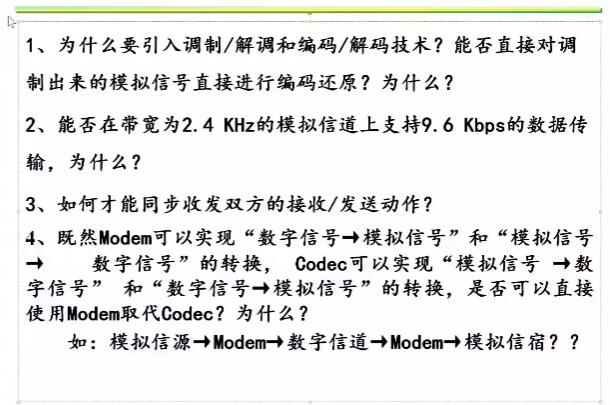 1、为什么要引入调制/解调和编码/解码技术？能否直接对调
制出来的模拟信号直接进行编码还原？为什么？
2、能否在带宽为2.4 KHz的模拟信道上支持9.6 Kbps的数据传
输，为什么？
3、如何才能同步收发双方的接收/发送动作？
4、既然Modem可以实现“数字信号→模拟信号”和“模拟信号
→ 数字信号”的转换， Codec可以实现“模拟信号 →数
字信号” 和“数字信号→模拟信号”的转换，是否可以直接
使用Modem取代Codec？为什么？
如：模拟信源→Modem→数字信道→Modem→模拟信宿？？